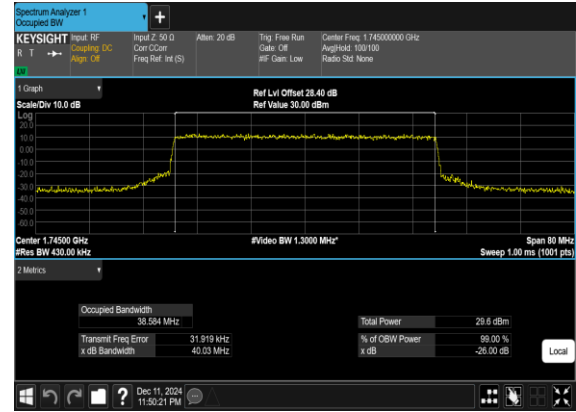 Spectrum Analyzer 1
Occupied BW
+
KEYSIGHT Input: RF Input Z: 50 Ω Atten: 20 dB Trig: Free Run Center Freq: 1.745000000 GHz
R T Coupling: DC Corr CCorr Gate: Off Avg|Hold: 100/100
Align: Off Freq Ref: Int (S) #IF Gain: Low Radio Std: None
LV
1 Graph
Ref Lvl Offset 28.40 dB
Scale/Div 10.0 dB Ref Value 30.00 dBm
Log
20.0
10.0
0.00
-10.0
-20.0
-30.0
-40.0
-50.0
-60.0
Center 1.74500 GHz #Video BW 1.3000 MHz* Span 80 MHz
#Res BW 430.00 kHz Sweep 1.00 ms (1001 pts)
2 Metrics
Occupied Bandwidth
38.584 MHz Total Power 29.6 dBm
Transmit Freq Error 31.919 kHz % of OBW Power 99.00 %
x dB Bandwidth 40.03 MHz x dB -26.00 dB
Local
? Dec 11, 2024
11:50:21 PM